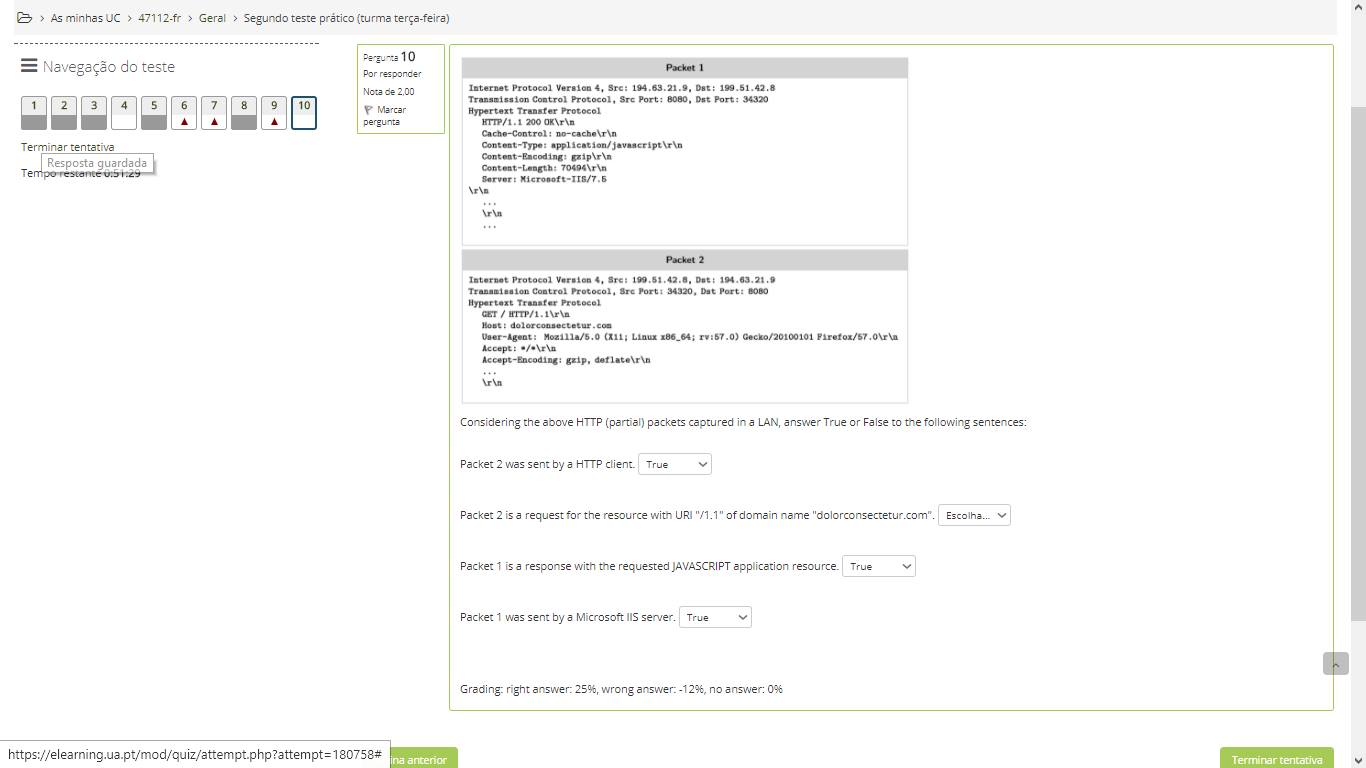 As minhas UC > 47112-fr > Geral > Segundo teste prático (turma terça-feira)
Navegação do teste
1 2 3 4 5 6 7 8 9 10
Terminar tentativa
Resposta guardada
Tempo restante 0:51:29
Pergunta 10
Por responder
Nota de 2,00
Marcar
pergunta
Packet 1
Internet Protocol Version 4, Src: 194.63.21.9, Dst: 199.51.42.8
Transmission Control Protocol, Src Port: 8080, Dst Port: 34320
Hypertext Transfer Protocol
HTTP/1.1 200 OK\r\n
Cache-Control: no-cache\r\n
Content-Type: application/javascript\r\n
Content-Encoding: gzip\r\n
Content-Length: 70494\r\n
Server: Microsoft-IIS/7.5
\r\n
...
\r\n
...
Packet 2
Internet Protocol Version 4, Src: 199.51.42.8, Dst: 194.63.21.9
Transmission Control Protocol, Src Port: 34320, Dst Port: 8080
Hypertext Transfer Protocol
GET / HTTP/1.1\r\n
Host: dolorconsectetur.com
User-Agent: Mozilla/5.0 (X11; Linux x86_64; rv:57.0) Gecko/20100101 Firefox/57.0\r\n
Accept: */*\r\n
Accept-Encoding: gzip, deflate\r\n
...
\r\n
Considering the above HTTP (partial) packets captured in a LAN, answer True or False to the following sentences:
Packet 2 was sent by a HTTP client. True
Packet 2 is a request for the resource with URI "/1.1" of domain name "dolorconsectetur.com". Escolha...
Packet 1 is a response with the requested JAVASCRIPT application resource. True
Packet 1 was sent by a Microsoft IIS server. True
Grading: right answer: 25%, wrong answer: -12%, no answer: 0%
https://elearning.ua.pt/mod/quiz/attempt.php?attempt=180758#
ina anterior
Terminar tentativa